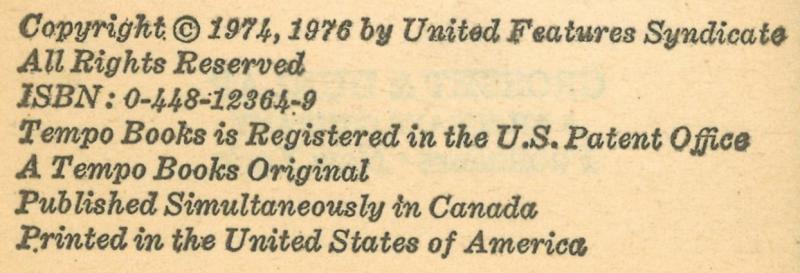 Copyright © 1974, 1976 by United Features Syndicate
All Rights Reserved
ISBN: 0-448-12364-9
Tempo Books is Registered in the U.S. Patent Office
A Tempo Books Original
Published Simultaneously in Canada
Printed in the United States of America